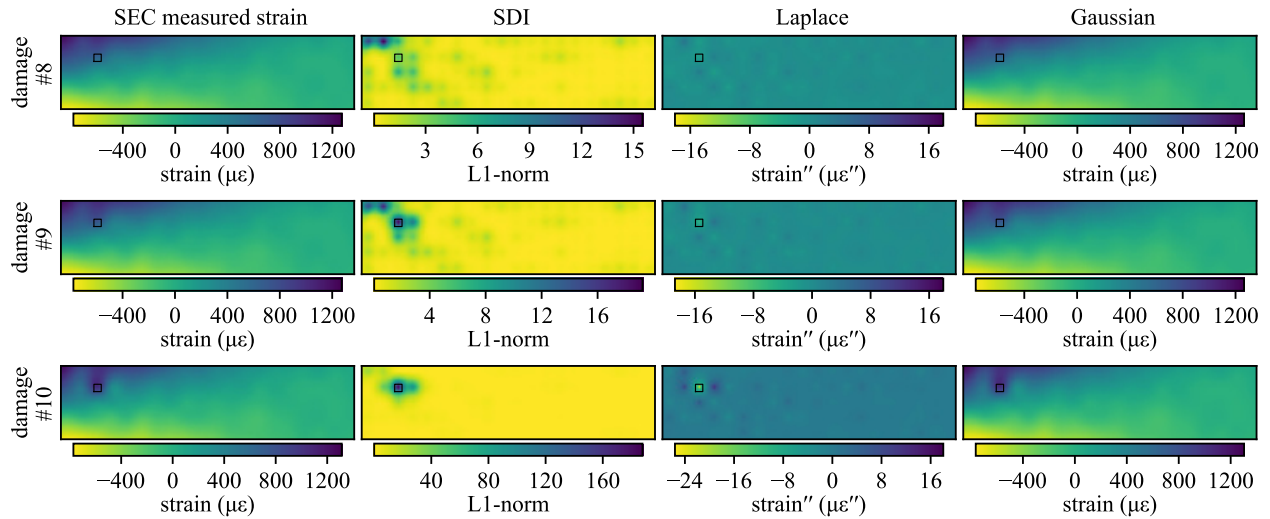 SEC measured strain SDI Laplace Gaussian
damage
#8
−400 0 400 800 1200 3 6 9 12 15 −16 −8 0 8 16 −400 0 400 800 1200
strain (με) L1-norm strain′′ (με′′) strain (με)
damage
#9
−400 0 400 800 1200 4 8 12 16 −16 −8 0 8 16 −400 0 400 800 1200
strain (με) L1-norm strain′′ (με′′) strain (με)
damage
#10
−400 0 400 800 1200 40 80 120 160 −24 −16 −8 0 8 16 −400 0 400 800 1200
strain (με) L1-norm strain′′ (με′′) strain (με)